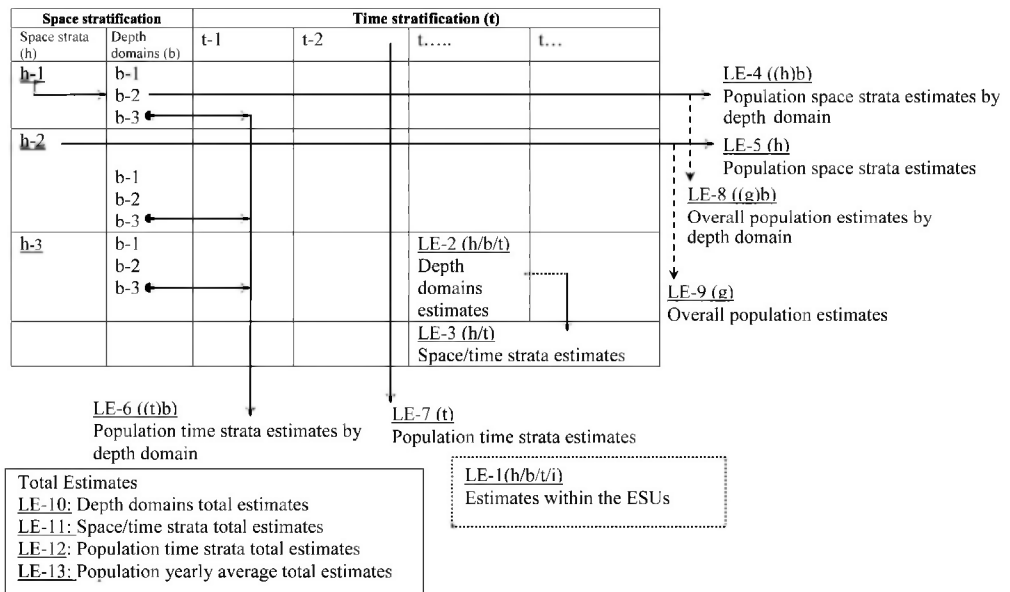 Space stratification
Time stratification (t)
Space strata
(h)
Depth
domains (b)
t-1
t-2
t.....
t...
h-1
b-1
b-2
b-3
LE-4 ((h)b)
Population space strata estimates by
depth domain
h-2
LE-5 (h)
Population space strata estimates
b-1
b-2
b-3
LE-8 ((g)b)
Overall population estimates by
depth domain
h-3
b-1
b-2
b-3
LE-2 (h/b/t)
Depth
domains
estimates
LE-9 (g)
Overall population estimates
LE-3 (h/t)
Space/time strata estimates
LE-6 ((t)b)
Population time strata estimates by
depth domain
LE-7 (t)
Population time strata estimates
LE-1(h/b/t/i)
Estimates within the ESUs
Total Estimates
LE-10: Depth domains total estimates
LE-11: Space/time strata total estimates
LE-12: Population time strata total estimates
LE-13: Population yearly average total estimates